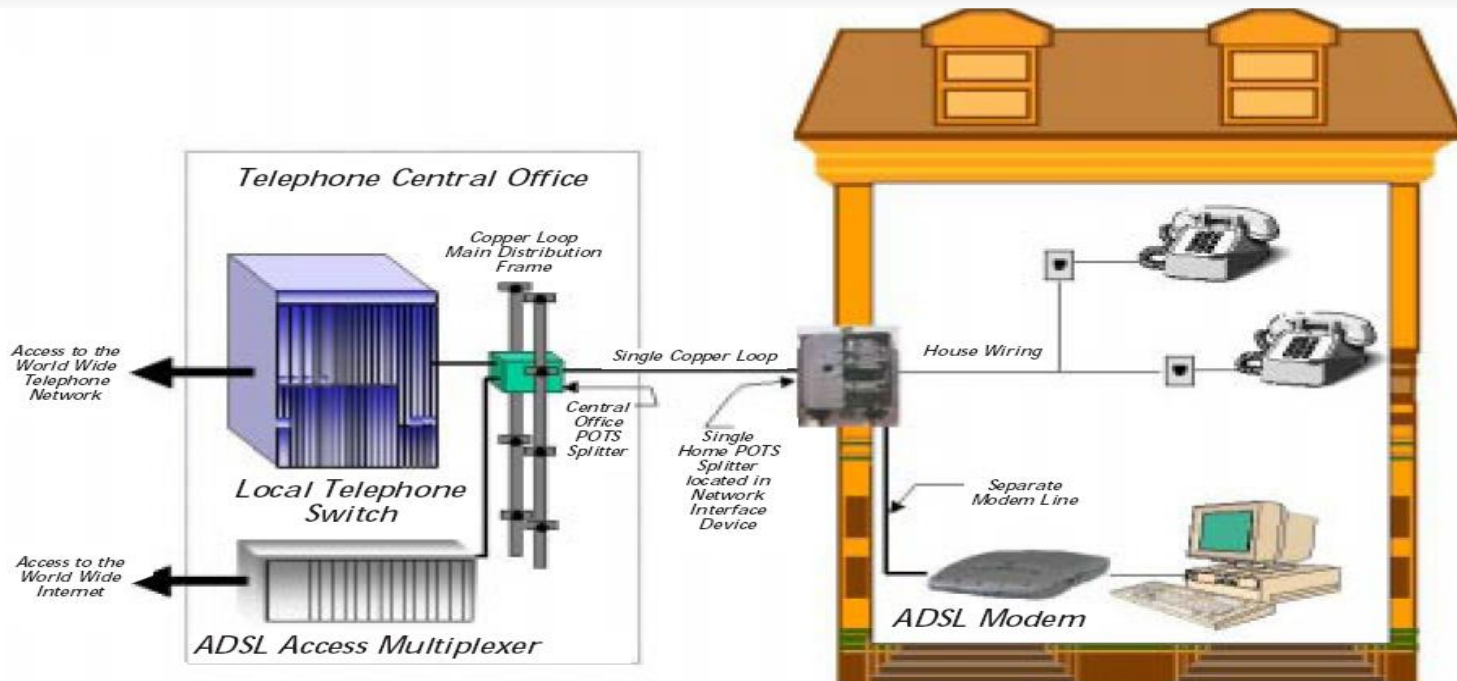 Telephone Central Office
Copper Loop
Main Distribution
Frame
Access to the
World Wide
Telephone
Network
Single Copper Loop
House Wiring
Central
Office
POTS
Splitter
Single
Home POTS
Splitter
located in
Network
Interface
Device
Local Telephone
Switch
Separate
Modem Line
Access to the
World Wide
Internet
ADSL Access Multiplexer
ADSL Modem